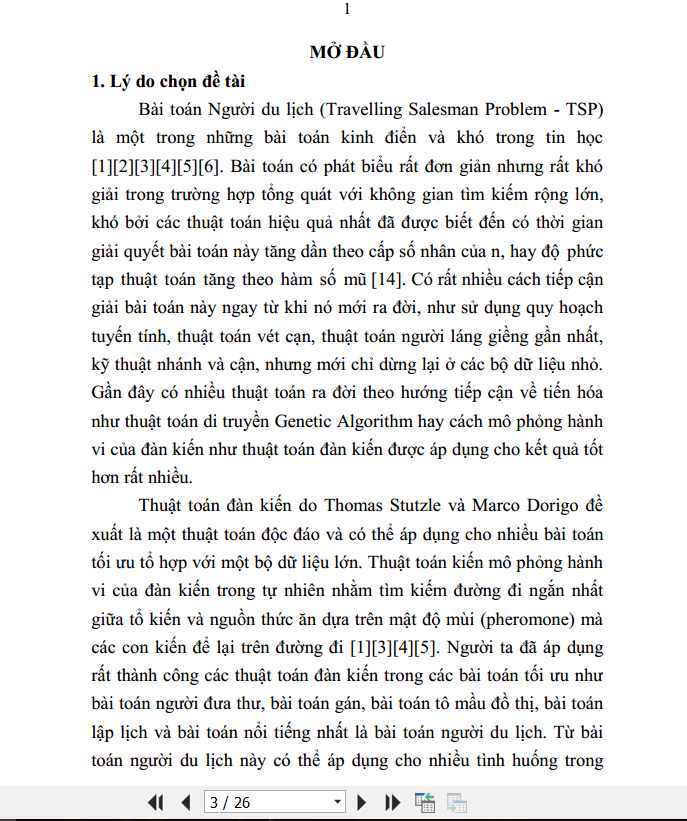 1
MỞ ĐẦU
1. Lý do chọn đề tài
Bài toán Người du lịch (Travelling Salesman Problem - TSP)
là một trong những bài toán kinh điển và khó trong tin học
[1][2][3][4][5][6]. Bài toán có phát biểu rất đơn giản nhưng rất khó
giải trong trường hợp tổng quát với không gian tìm kiếm rộng lớn,
khó bởi các thuật toán hiệu quả nhất đã được biết đến có thời gian
giải quyết bài toán này tăng dần theo cấp số nhân của n, hay độ phức
tạp thuật toán tăng theo hàm số mũ [14]. Có rất nhiều cách tiếp cận
giải bài toán này ngay từ khi nó mới ra đời, như sử dụng quy hoạch
tuyến tính, thuật toán vét cạn, thuật toán người láng giềng gần nhất,
kỹ thuật nhánh và cận, nhưng mới chỉ dừng lại ở các bộ dữ liệu nhỏ.
Gần đây có nhiều thuật toán ra đời theo hướng tiếp cận về tiến hóa
như thuật toán di truyền Genetic Algorithm hay cách mô phỏng hành
vi của đàn kiến như thuật toán đàn kiến được áp dụng cho kết quả tốt
hơn rất nhiều.
Thuật toán đàn kiến do Thomas Stutzle và Marco Dorigo đề
xuất là một thuật toán độc đáo và có thể áp dụng cho nhiều bài toán
tối ưu tổ hợp với một bộ dữ liệu lớn. Thuật toán kiến mô phỏng hành
vi của đàn kiến trong tự nhiên nhằm tìm kiếm đường đi ngắn nhất
giữa tổ kiến và nguồn thức ăn dựa trên mật độ mùi (pheromone) mà
các con kiến để lại trên đường đi [1][3][4][5]. Người ta đã áp dụng
rất thành công các thuật toán đàn kiến trong các bài toán tối ưu như
bài toán người đưa thư, bài toán gán, bài toán tô mầu đồ thị, bài toán
lập lịch và bài toán nổi tiếng nhất là bài toán người du lịch. Từ bài
toán người du lịch này có thể áp dụng cho nhiều tình huống trong
3 / 26